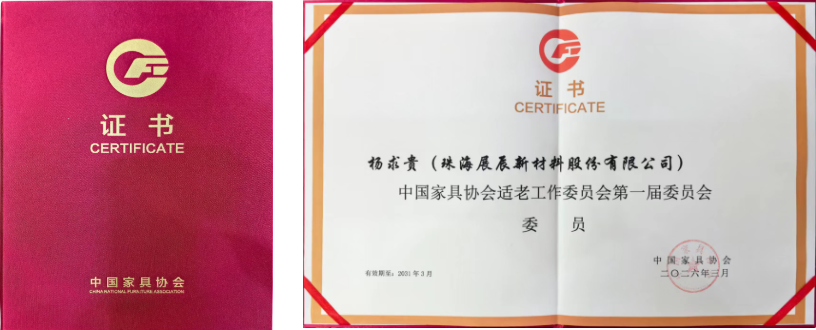 证书
CERTIFICATE
中国家具协会
CHINA NATIONAL FURNITURE ASSOCIATION
证书
CERTIFICATE
杨求贵（珠海展辰新材料股份有限公司）
中国家具协会适老工作委员会第一届委员会
委 员
中国家具协会
有效期至：2031年3月
二〇二六年三月